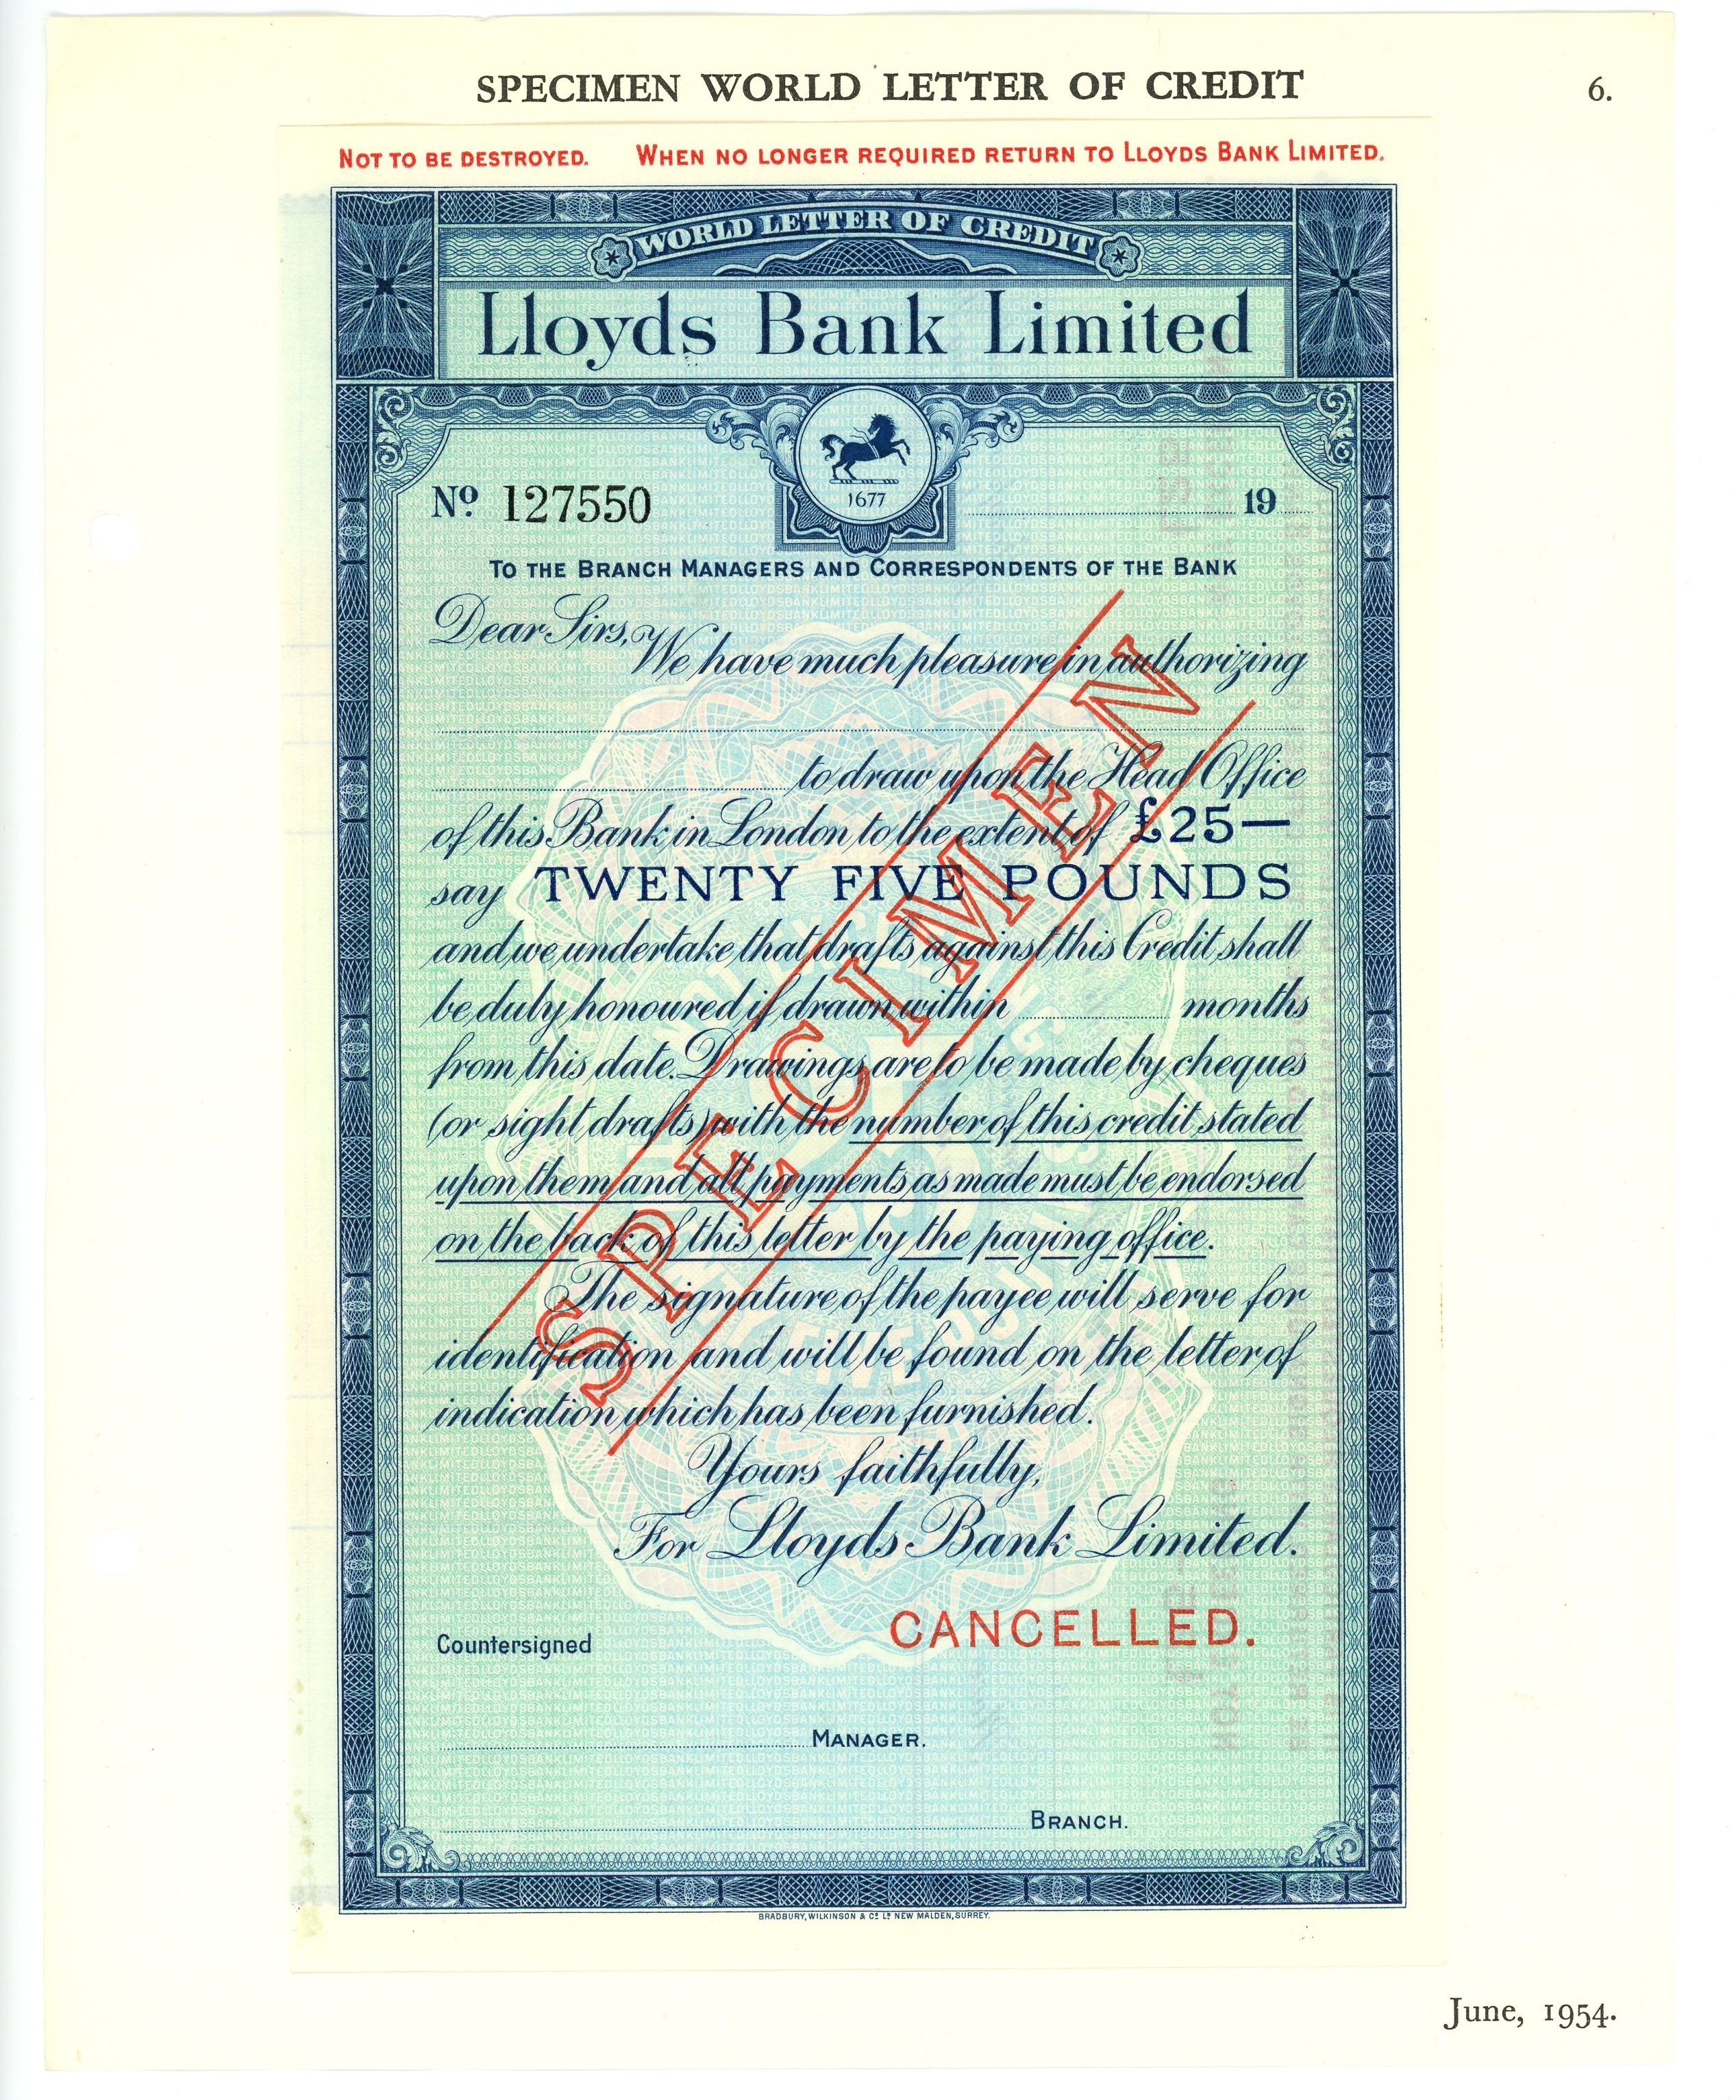 SPECIMEN WORLD LETTER OF CREDIT
6.
NOT TO BE DESTROYED. WHEN NO LONGER REQUIRED RETURN TO LLOYDS BANK LIMITED.
WORLD LETTER OF CREDIT
Lloyds Bank Limited
1677
Nº 127550
19
TO THE BRANCH MANAGERS AND CORRESPONDENTS OF THE BANK
Dear Sirs,
We have much pleasure in authorizing
to draw upon the Head Office
of this Bank in London to the extent of £25—
say TWENTY FIVE POUNDS
and we undertake that drafts against this Credit shall
be duly honoured if drawn within months
from this date. Drawings are to be made by cheques
(or sight drafts) with the number of this credit stated
upon them and all payments as made must be endorsed
on the back of this letter by the paying office.
The signature of the payee will serve for
identification and will be found on the letter of
indication which has been furnished.
Yours faithfully,
For Lloyds Bank Limited.
SPECIMEN
CANCELLED.
Countersigned
MANAGER.
BRANCH.
BRADBURY, WILKINSON & Cº Lº NEW MALDEN, SURREY.
June, 1954.